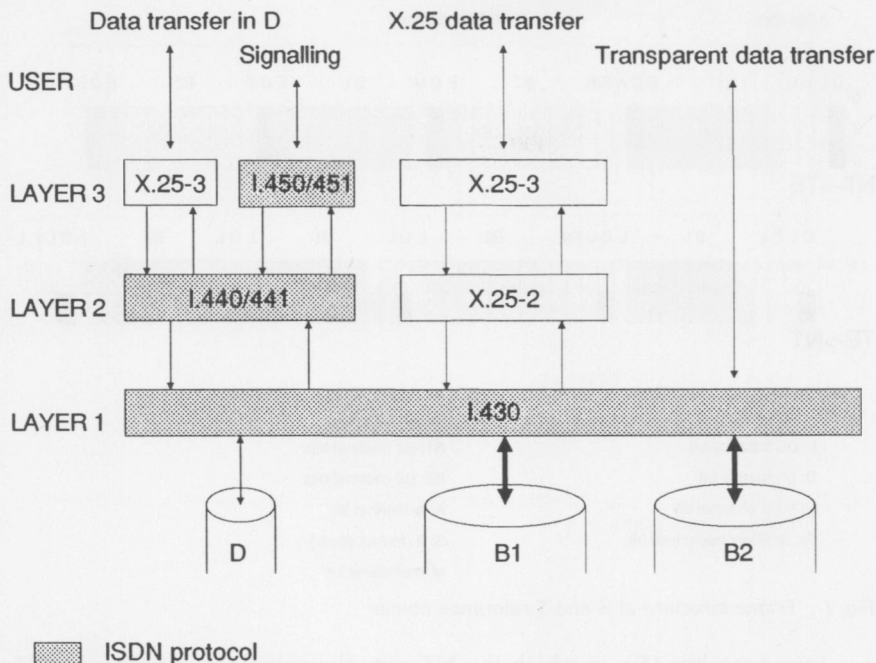 Data transfer in D
X.25 data transfer
Signalling
Transparent data transfer
USER
LAYER 3
X.25-3
I.450/451
X.25-3
LAYER 2
I.440/441
X.25-2
LAYER 1
I.430
D
B1
B2
ISDN protocol